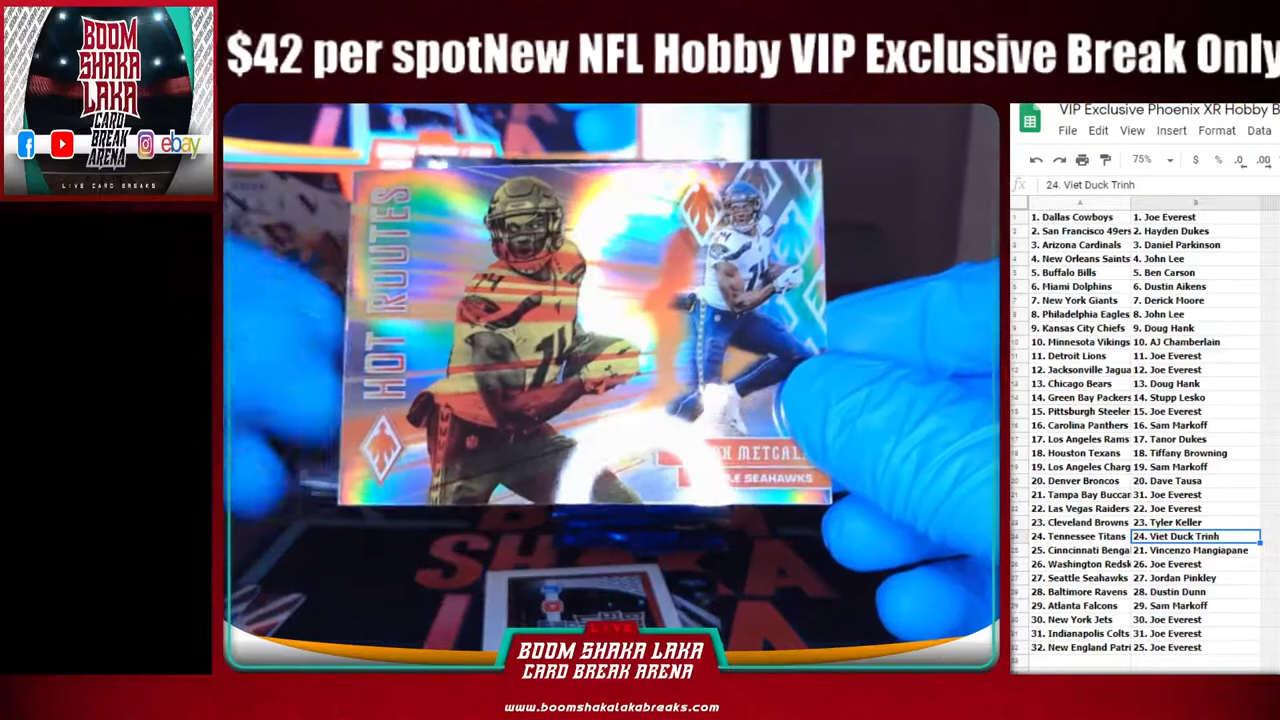 BOOM
SHAKA
LAKA
CARD
BREAK
ARENA
ebay
LIVE CARD BREAKS
$42 per spotNew NFL Hobby VIP Exclusive Break Only
HOT ROUTES
14
14
METCAL
SEAHAWKS
SHAKA
LIVE
BOOM SHAKA LAKA
CARD BREAK ARENA
www.boomshakalakabreaks.com
VIP Exclusive Phoenix XR Hobby B
File Edit View Insert Format Data
75% $ % .0 .00
fx 24. Viet Duck Trinh
A B
1. Dallas Cowboys 1. Joe Everest
2. San Francisco 49ers 2. Hayden Dukes
3. Arizona Cardinals 3. Daniel Parkinson
4. New Orleans Saints 4. John Lee
5. Buffalo Bills 5. Ben Carson
6. Miami Dolphins 6. Dustin Aikens
7. New York Giants 7. Derick Moore
8. Philadelphia Eagles 8. John Lee
9. Kansas City Chiefs 9. Doug Hank
10. Minnesota Vikings 10. AJ Chamberlain
11. Detroit Lions 11. Joe Everest
12. Jacksonville Jagua 12. Joe Everest
13. Chicago Bears 13. Doug Hank
14. Green Bay Packers 14. Stupp Lesko
15. Pittsburgh Steeler 15. Joe Everest
16. Carolina Panthers 16. Sam Markoff
17. Los Angeles Rams 17. Tanor Dukes
18. Houston Texans 18. Tiffany Browning
19. Los Angeles Charg 19. Sam Markoff
20. Denver Broncos 20. Dave Tausa
21. Tampa Bay Buccan 31. Joe Everest
22. Las Vegas Raiders 22. Joe Everest
23. Cleveland Browns 23. Tyler Keller
24. Tennessee Titans 24. Viet Duck Trinh
25. Cinncinnati Benga 21. Vincenzo Mangiapane
26. Washington Redsk 26. Joe Everest
27. Seattle Seahawks 27. Jordan Pinkley
28. Baltimore Ravens 28. Dustin Dunn
29. Atlanta Falcons 29. Sam Markoff
30. New York Jets 30. Joe Everest
31. Indianapolis Colts 31. Joe Everest
32. New England Patri 25. Joe Everest